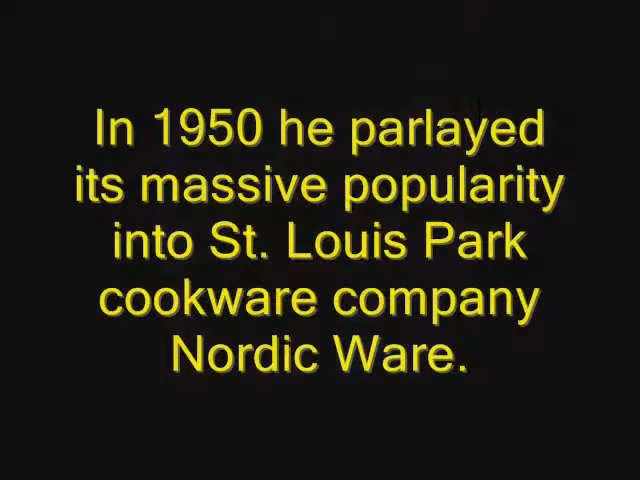 In 1950 he parlayed
its massive popularity
into St. Louis Park
cookware company
Nordic Ware.